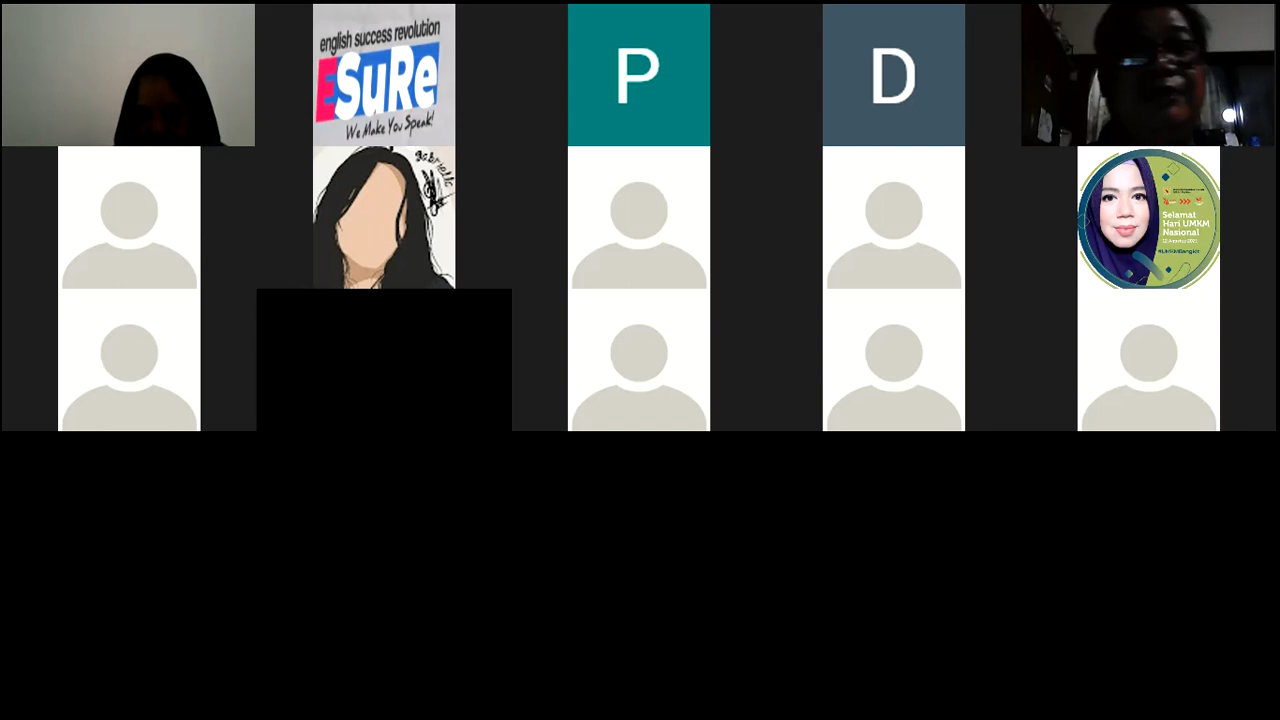 english success revolution
ESuRe
We Make You Speak!
P
D
Selamat
Hari UMKM
Nasional